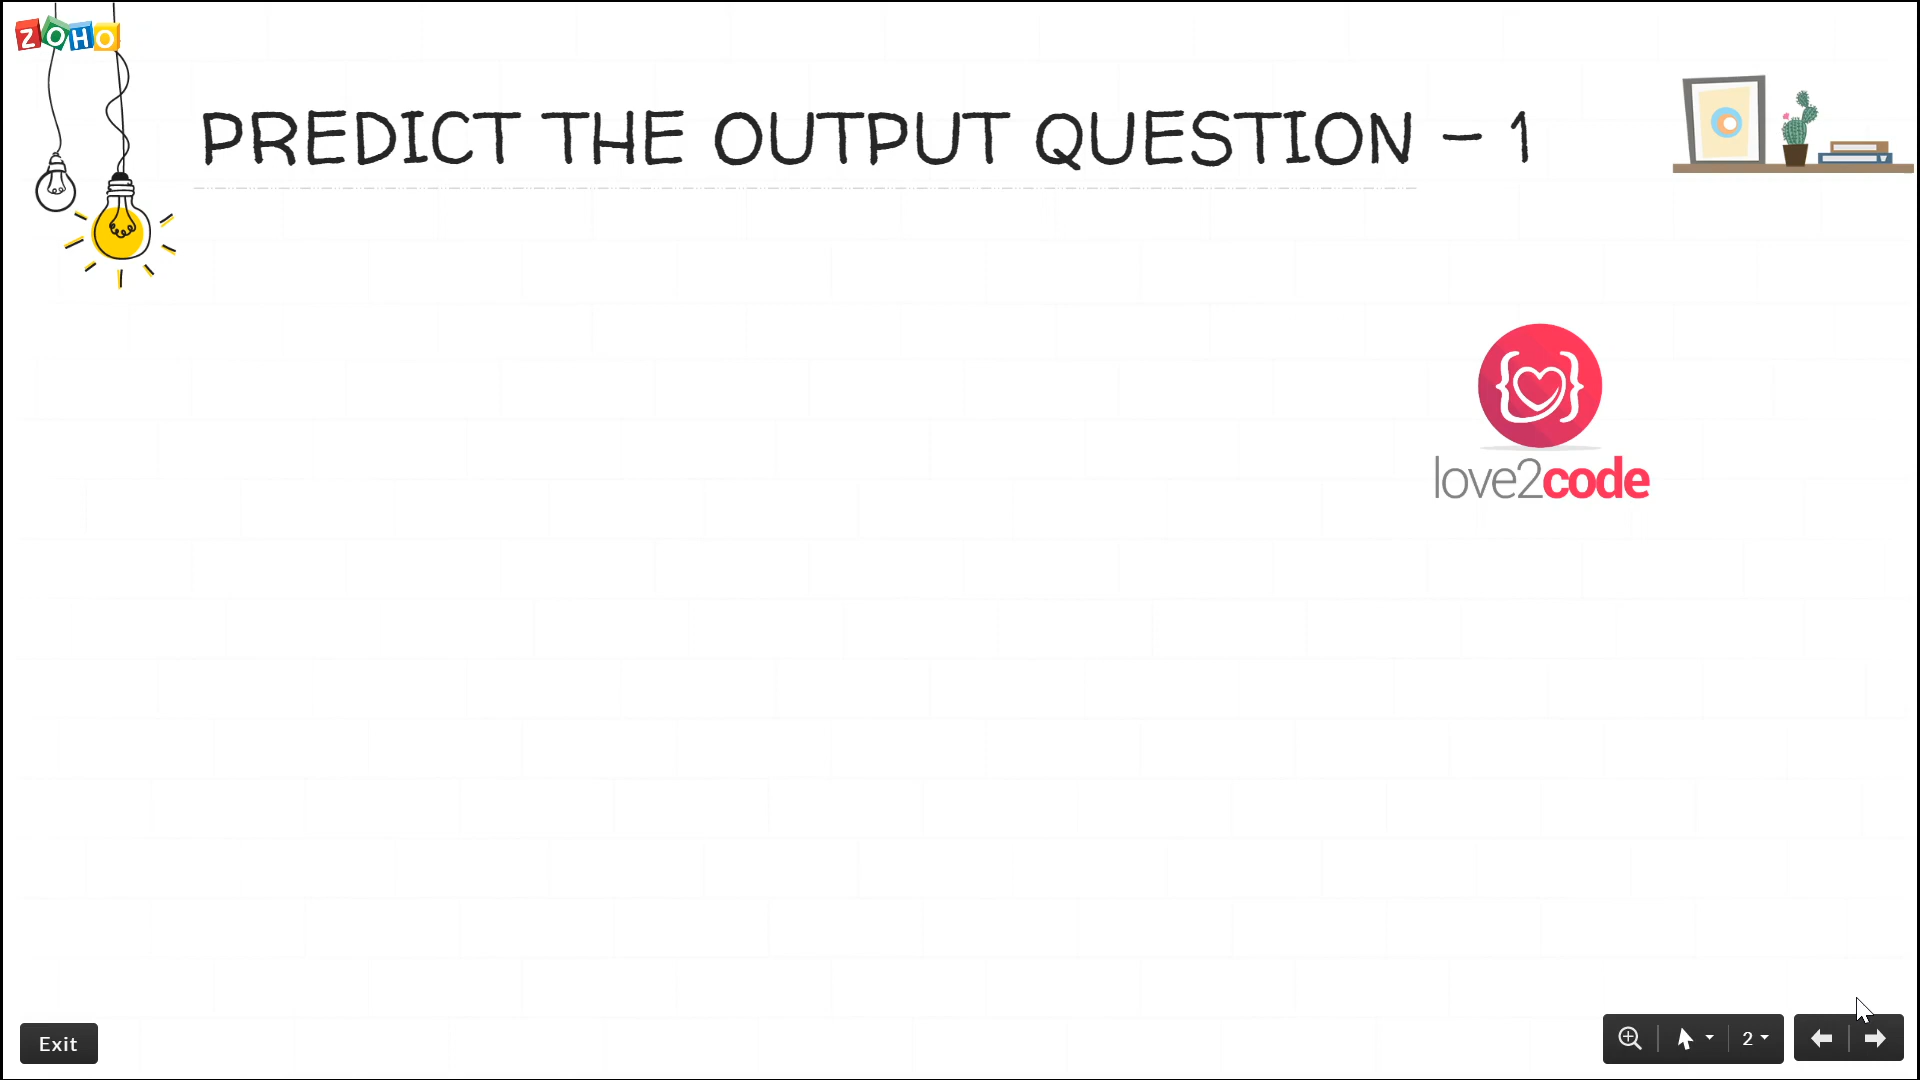 ZOHO
PREDICT THE OUTPUT QUESTION – 1
love2code
Exit
2